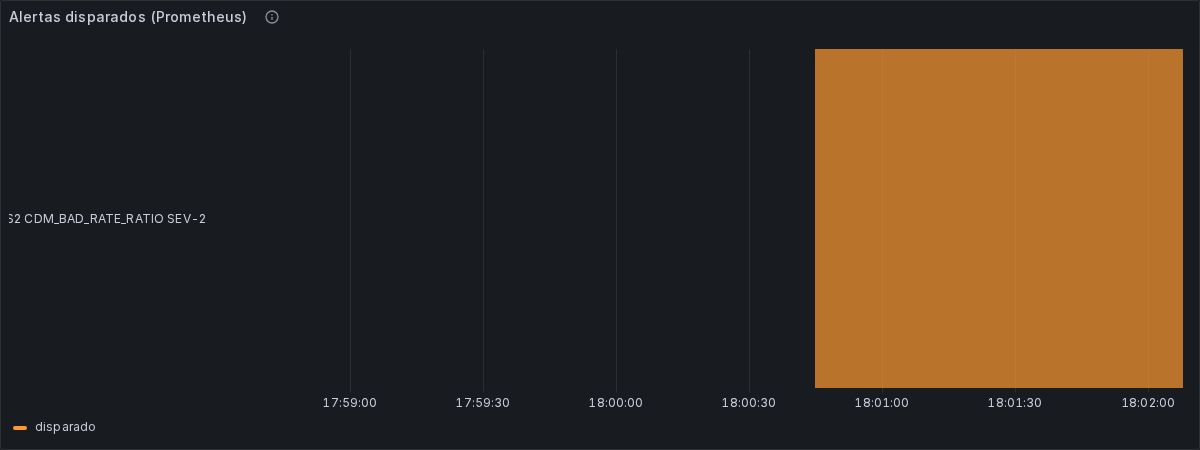 Alertas disparados (Prometheus)
S2 CDM_BAD_RATE_RATIO SEV-2
17:59:00 17:59:30 18:00:00 18:00:30 18:01:00 18:01:30 18:02:00
disparado